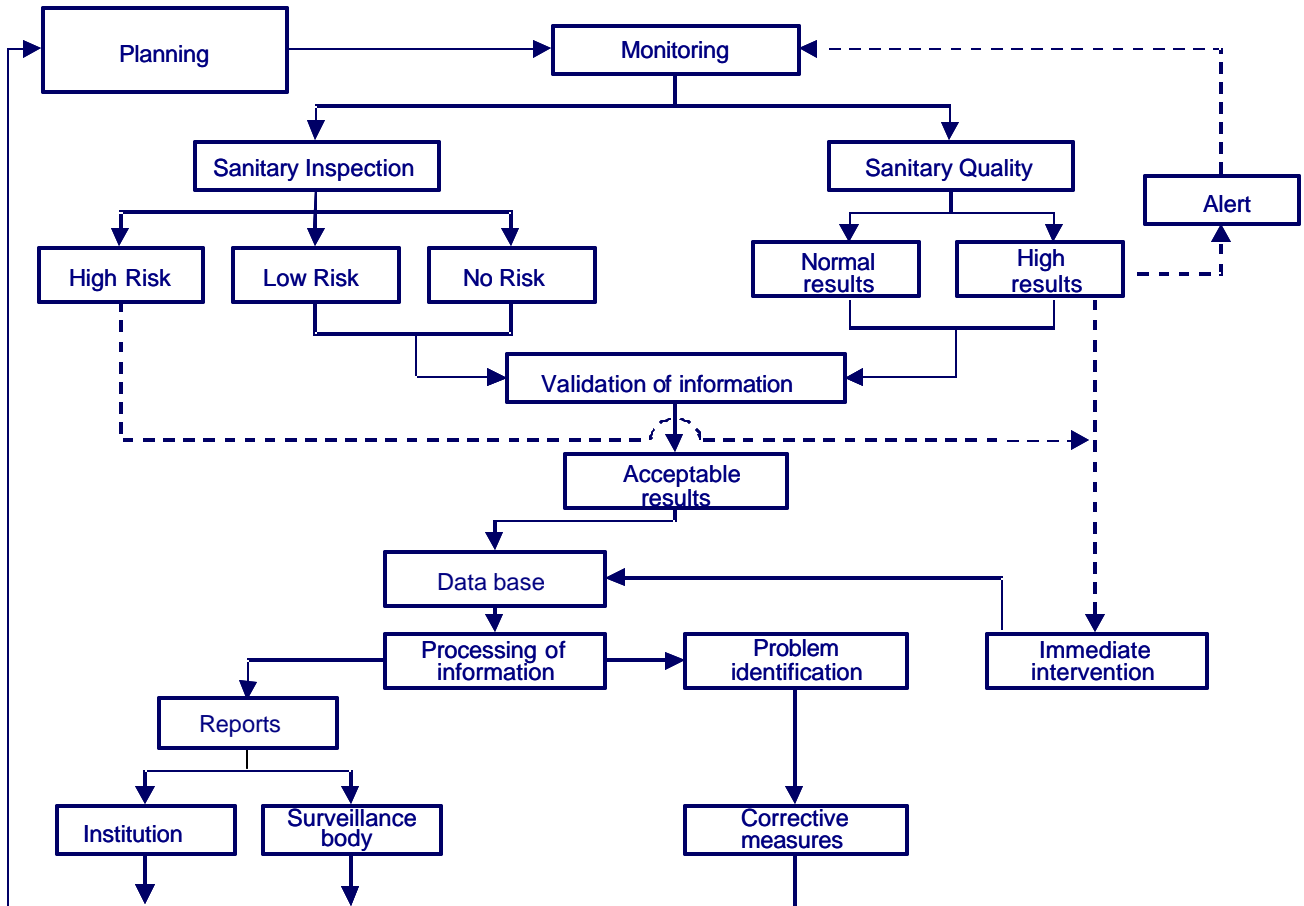 Planning
Monitoring
Sanitary Inspection
Sanitary Quality
Alert
High Risk
Low Risk
No Risk
Normal
results
High
results
Validation of information
Acceptable
results
Data base
Processing of
information
Problem
identification
Immediate
intervention
Reports
Institution
Surveillance
body
Corrective
measures